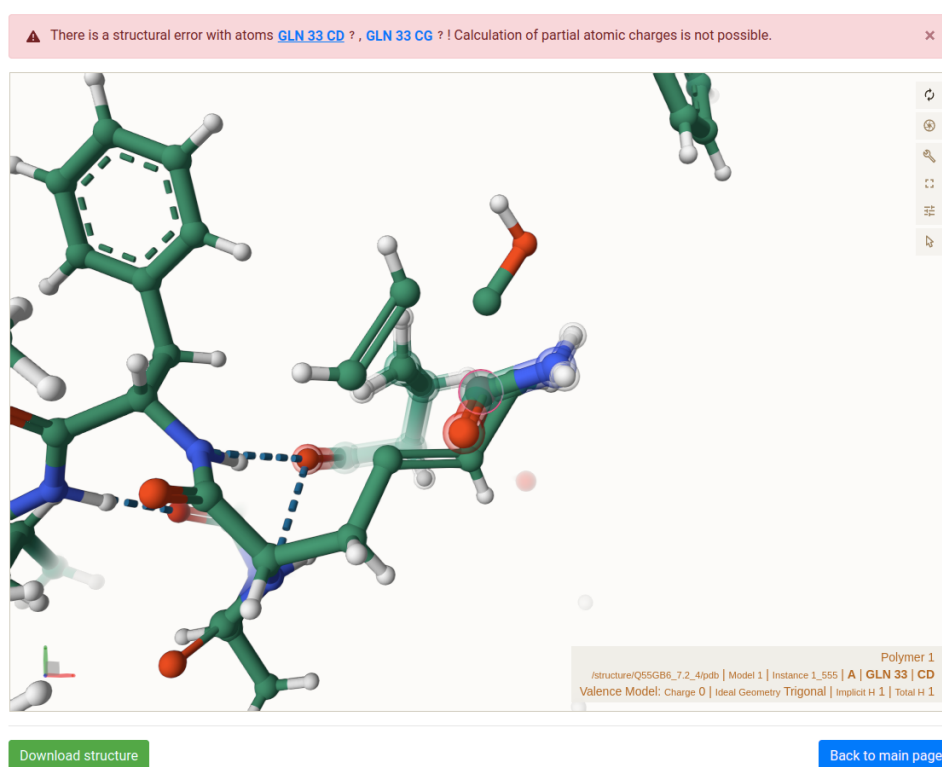 There is a structural error with atoms GLN 33 CD ? , GLN 33 CG ? ! Calculation of partial atomic charges is not possible. ×
Polymer 1
/structure/Q55GB6_7.2_4/pdb | Model 1 | Instance 1_555 | A | GLN 33 | CD
Valence Model: Charge 0 | Ideal Geometry Trigonal | Implicit H 1 | Total H 1
Download structure
Back to main page